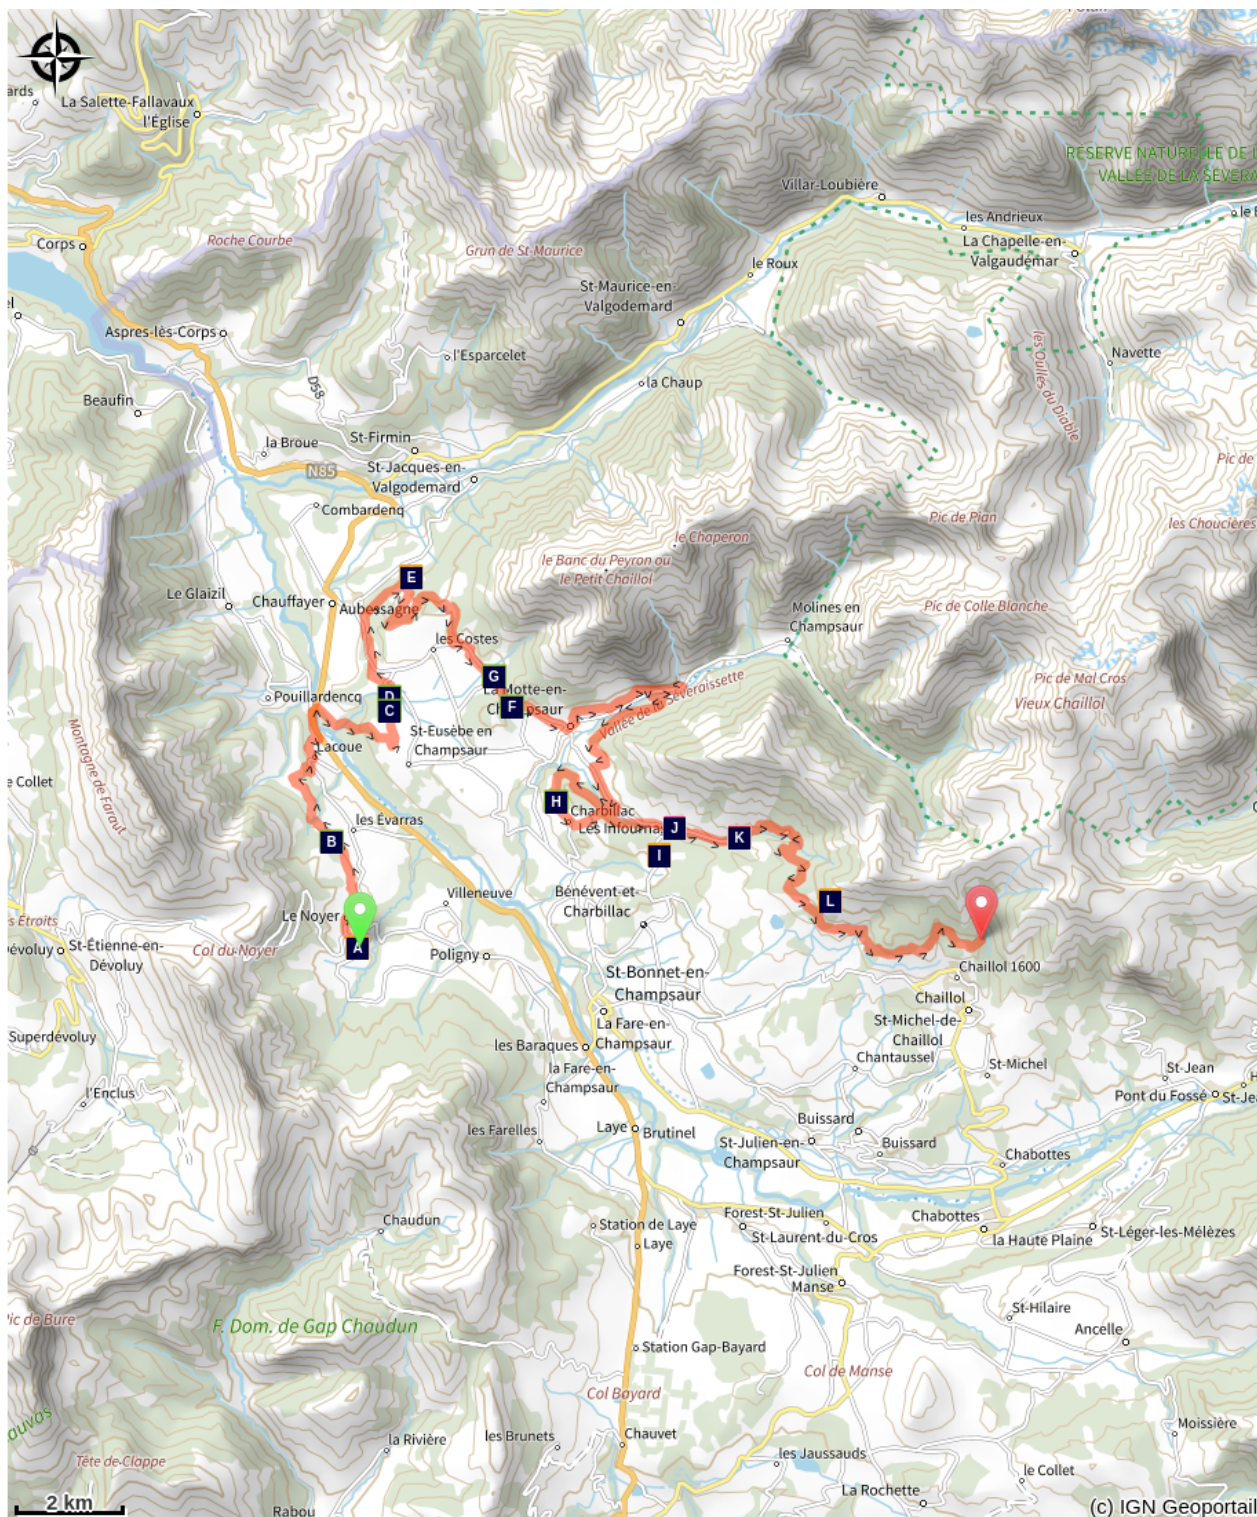 La Salette-Fallavaux
l'Église
RÉSERVE NATURELLE DE L
VALLÉE DE LA SÉVERA
Villar-Loubière
les Andrieux
La Chapelle-en-
Valgaudémar
Corps
Roche Courbe
Grun de St-Maurice
le Roux
St-Maurice-en-
Valgodemard
Aspres-lès-Corps
l'Esparcelet
la Chaup
Navette
les Oulles du Diable
D58
Beaufin
la Broue
St-Firmin
N85
St-Jacques-en-
Valgodemard
Combardenq
Pic de
Pic de Pian
les Choucières
le Chaperon
le Banc du Peyron ou
le Petit Chaillol
E
Le Glaizil
Chauffayer
Aubessagne
Molines en
Champsaur
Pic de Colle Blanche
les Costes
G
Pic de Mal Cros
Vieux Chaillol
Pouillardencq
D
C
La Motte-en-
Champsaur
F
Vallée de la Séveraissette
St-Eusèbe en
Champsaur
Lacoue
Montagne de Faraut
e Collet
H
Charbillac
Les Infourna
J
K
I
les Évarras
B
Villeneuve
Bénévent-et-
Charbillac
L
Le Noyer
A
s Étroits
Dévoluy
St-Étienne-en-
Dévoluy
Col du Noyer
Poligny
St-Bonnet-en-
Champsaur
Chaillol 1600
Chaillol
St-Michel-de-
Chaillol
La Fare-en-
Champsaur
Superdévoluy
les Baraques
Chantaussel
la Fare-en-
Champsaur
St-Michel
St-Jean
l'Enclus
Pont du Fossé
St-Je
Buissard
les Farelles
Laye
Brutinel
St-Julien-en-
Champsaur
Buissard
Chabottes
Chaudun
Station de Laye
Laye
Forest-St-Julien
St-Laurent-du-Cros
Chabottes
la Haute Plaine
St-Léger-les-Mélèzes
Forest-St-Julien
Manse
Pic de Bure
F. Dom. de Gap Chaudun
St-Hilaire
Ancelle
Station Gap-Bayard
Col de Manse
Col Bayard
auvas
la Rivière
les Brunets
Chauvet
Moissière
Tête de Clappe
les Jaussauds
le Collet
La Rochette
2 km
Rabou
(c) IGN Geoportail